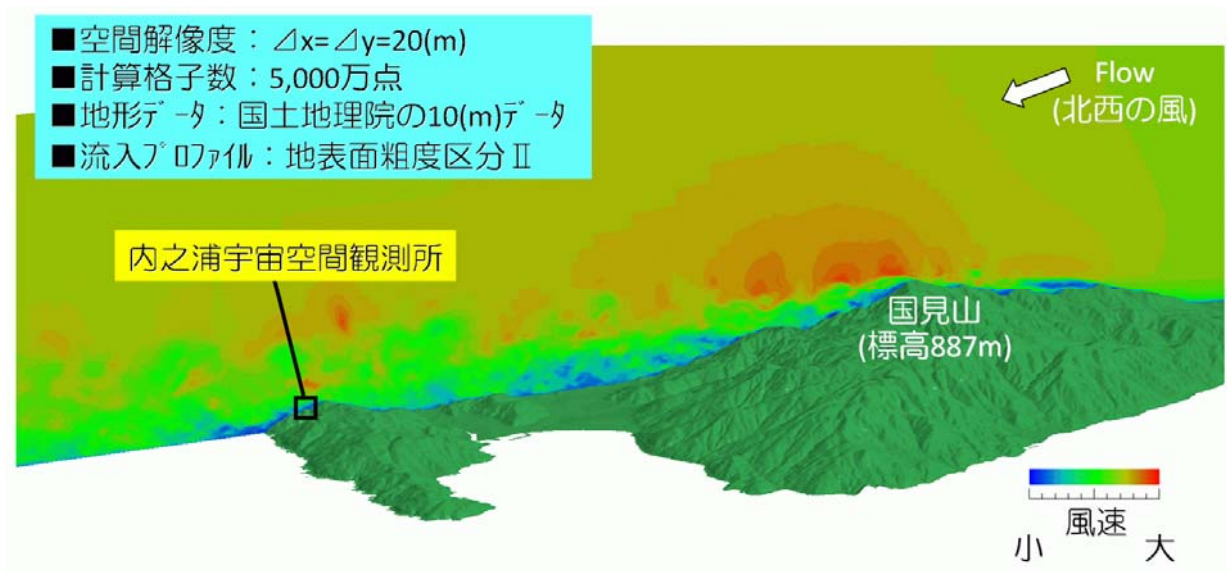 ■空間解像度：⊿x=⊿y=20(m)
■計算格子数：5,000万点
■地形ﾃﾞｰﾀ：国土地理院の10(m)ﾃﾞｰﾀ
■流入ﾌﾟﾛﾌｧｲﾙ：地表面粗度区分Ⅱ
Flow
(北西の風)
内之浦宇宙空間観測所
国見山
(標高887m)
風速
小 大